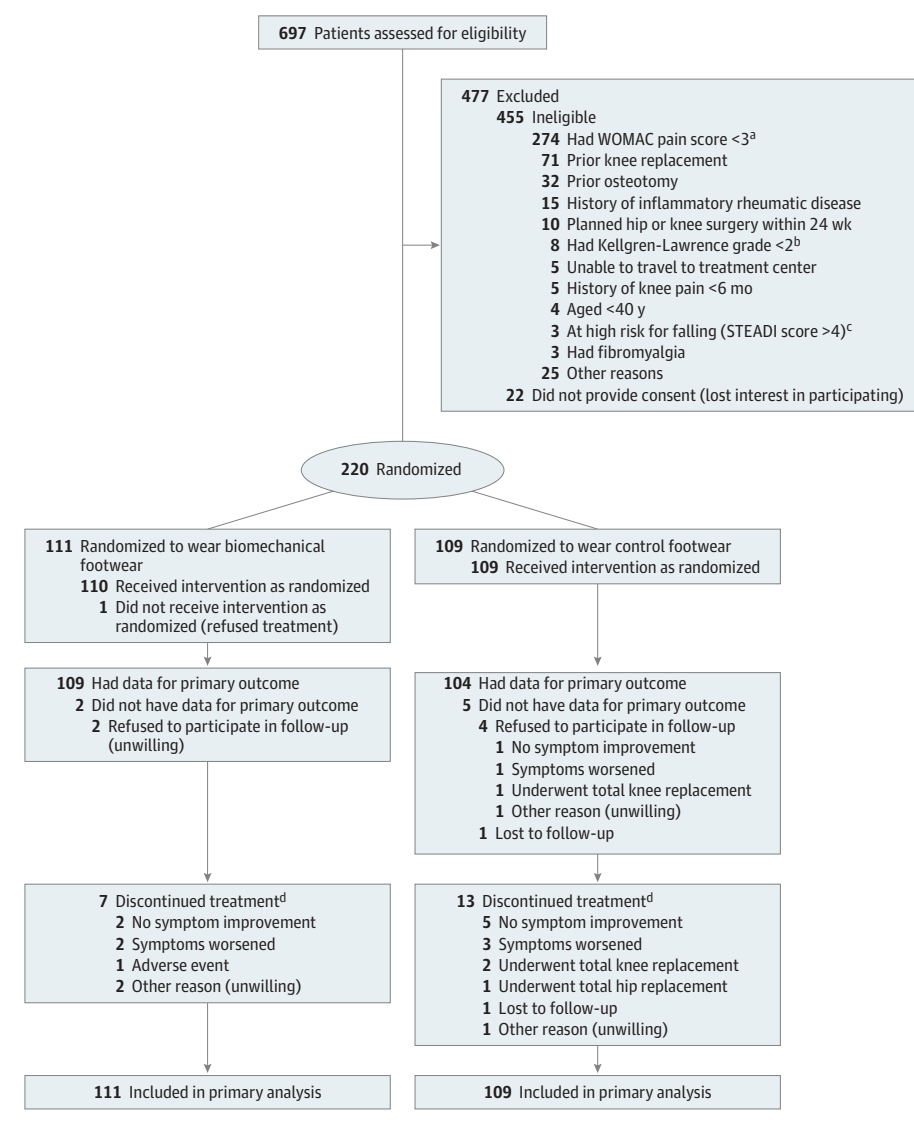 697 Patients assessed for eligibility
477 Excluded
455 Ineligible
274 Had WOMAC pain score <3a
71 Prior knee replacement
32 Prior osteotomy
15 History of inflammatory rheumatic disease
10 Planned hip or knee surgery within 24 wk
8 Had Kellgren-Lawrence grade <2b
5 Unable to travel to treatment center
5 History of knee pain <6 mo
4 Aged <40 y
3 At high risk for falling (STEADI score >4)c
3 Had fibromyalgia
25 Other reasons
22 Did not provide consent (lost interest in participating)
220 Randomized
111 Randomized to wear biomechanical
footwear
110 Received intervention as randomized
1 Did not receive intervention as
randomized (refused treatment)
109 Randomized to wear control footwear
109 Received intervention as randomized
109 Had data for primary outcome
2 Did not have data for primary outcome
2 Refused to participate in follow-up
(unwilling)
104 Had data for primary outcome
5 Did not have data for primary outcome
4 Refused to participate in follow-up
1 No symptom improvement
1 Symptoms worsened
1 Underwent total knee replacement
1 Other reason (unwilling)
1 Lost to follow-up
7 Discontinued treatmentd
2 No symptom improvement
2 Symptoms worsened
1 Adverse event
2 Other reason (unwilling)
13 Discontinued treatmentd
5 No symptom improvement
3 Symptoms worsened
2 Underwent total knee replacement
1 Underwent total hip replacement
1 Lost to follow-up
1 Other reason (unwilling)
111 Included in primary analysis
109 Included in primary analysis